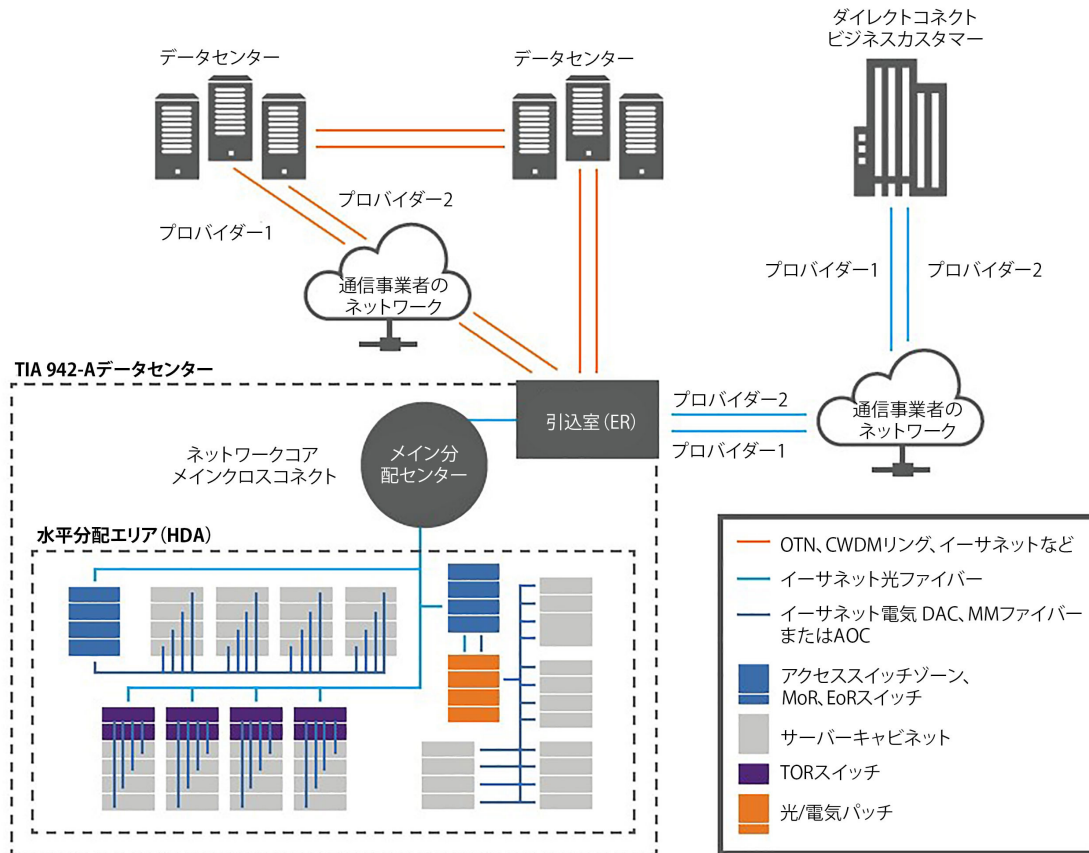 データセンター
データセンター
ダイレクトコネクト
ビジネスカスタマー
プロバイダー2
プロバイダー1
通信事業者の
ネットワーク
プロバイダー1
プロバイダー2
TIA 942-Aデータセンター
引込室（ER）
プロバイダー2
プロバイダー1
通信事業者の
ネットワーク
ネットワークコア
メインクロスコネクト
メイン分
配センター
水平分配エリア（HDA）
OTN、CWDMリング、イーサネットなど
イーサネット光ファイバー
イーサネット電気 DAC、MMファイバー
またはAOC
アクセススイッチゾーン、
MoR、EoRスイッチ
サーバーキャビネット
TORスイッチ
光/電気パッチ